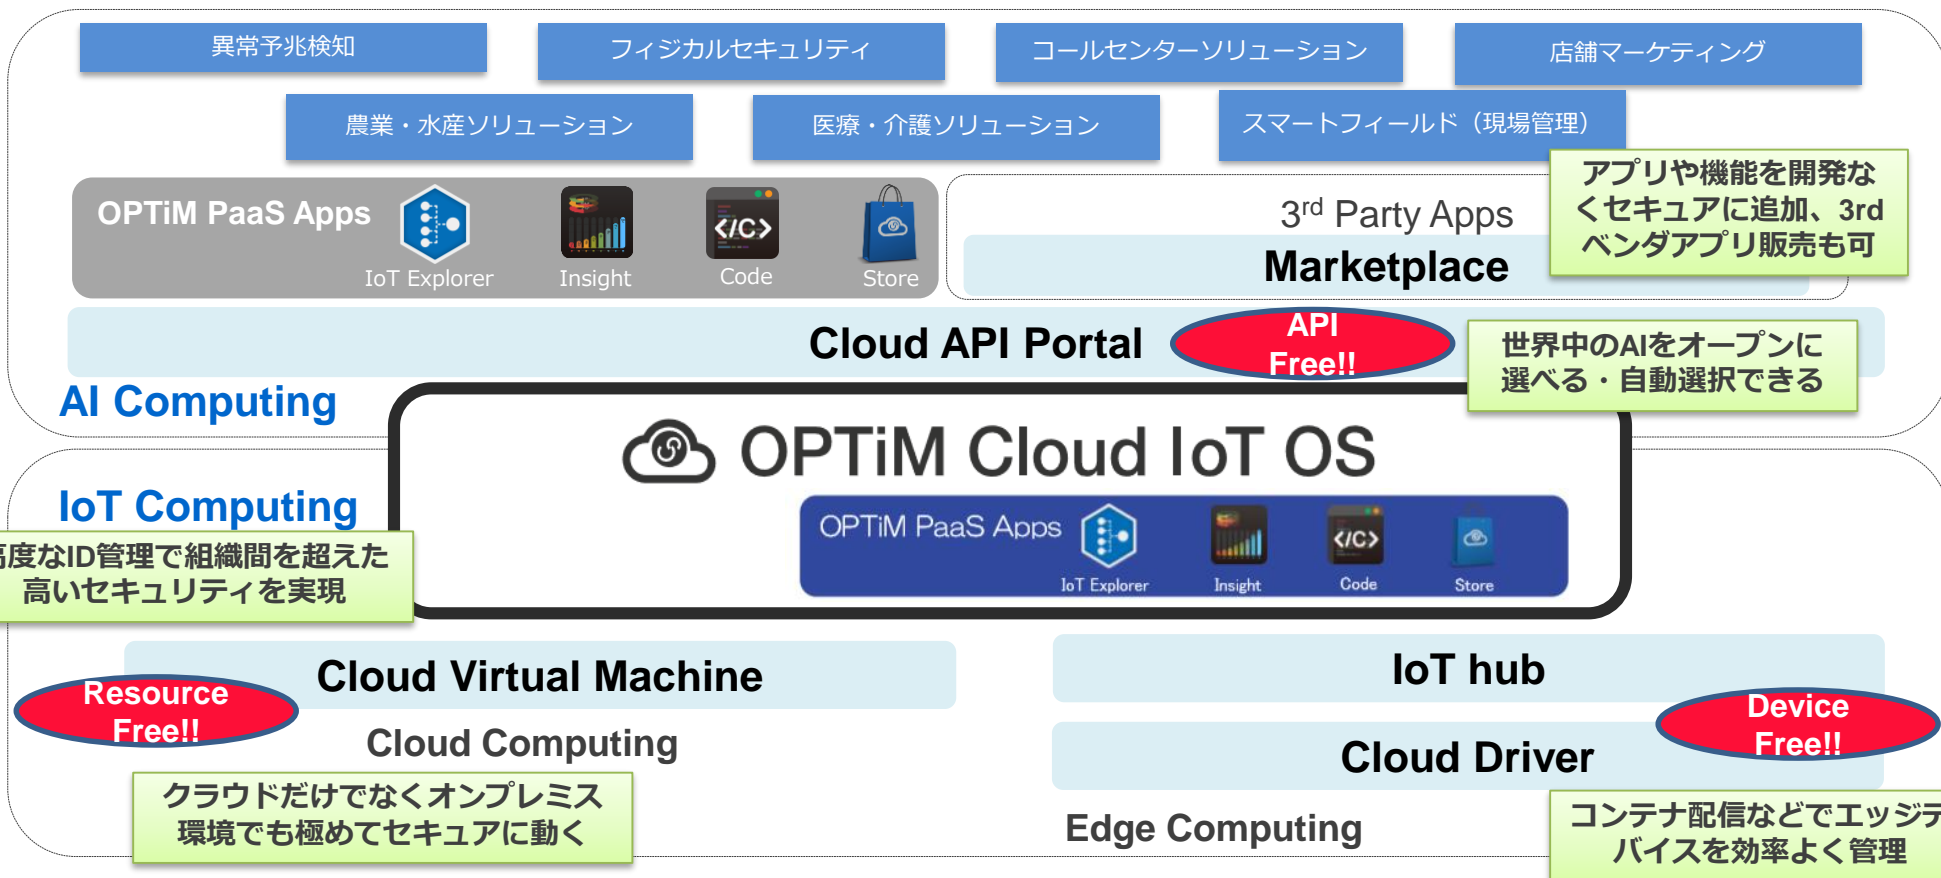 異常予兆検知
フィジカルセキュリティ
コールセンターソリューション
店舗マーケティング
農業・水産ソリューション
医療・介護ソリューション
スマートフィールド（現場管理）
アプリや機能を開発な
くセキュアに追加、3rd
ベンダアプリ販売も可
OPTiM PaaS Apps
IoT Explorer
Insight
</C>
Code
Store
3rd Party Apps
Marketplace
Cloud API Portal
API
Free!!
世界中のAIをオープンに
選べる・自動選択できる
AI Computing
OPTiM Cloud IoT OS
IoT Computing
OPTiM PaaS Apps
IoT Explorer
Insight
</C>
Code
Store
高度なID管理で組織間を超えた
高いセキュリティを実現
Cloud Virtual Machine
Resource
Free!!
Cloud Computing
クラウドだけでなくオンプレミス
環境でも極めてセキュアに動く
IoT hub
Device
Free!!
Cloud Driver
Edge Computing
コンテナ配信などでエッジデ
バイスを効率よく管理